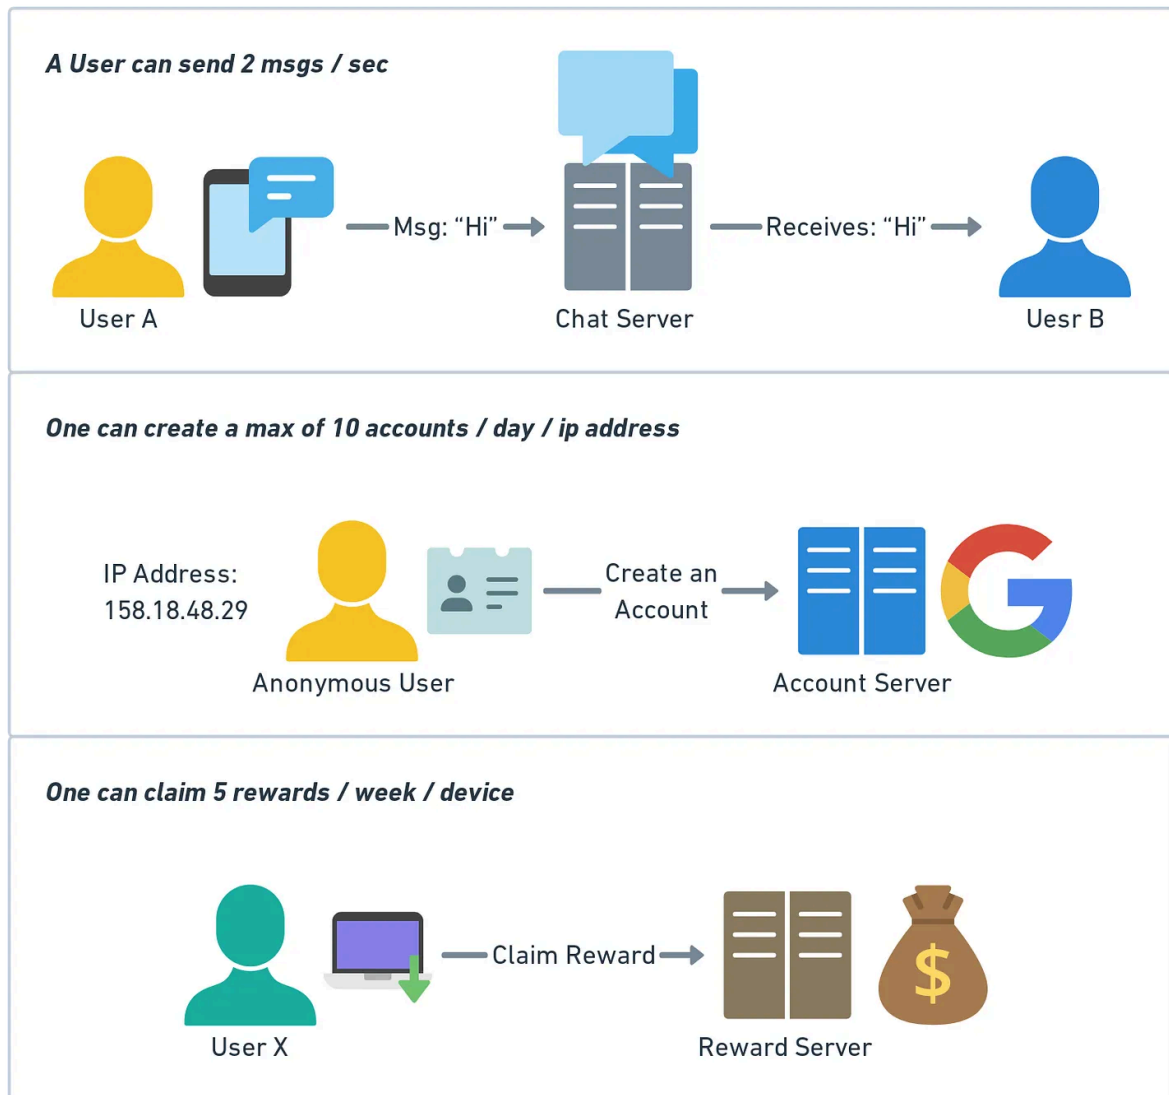 A User can send 2 msgs / sec
Msg: “Hi”
Receives: “Hi”
User A
Chat Server
Uesr B
One can create a max of 10 accounts / day / ip address
IP Address:
158.18.48.29
Create an
Account
Anonymous User
Account Server
One can claim 5 rewards / week / device
Claim Reward
$
User X
Reward Server